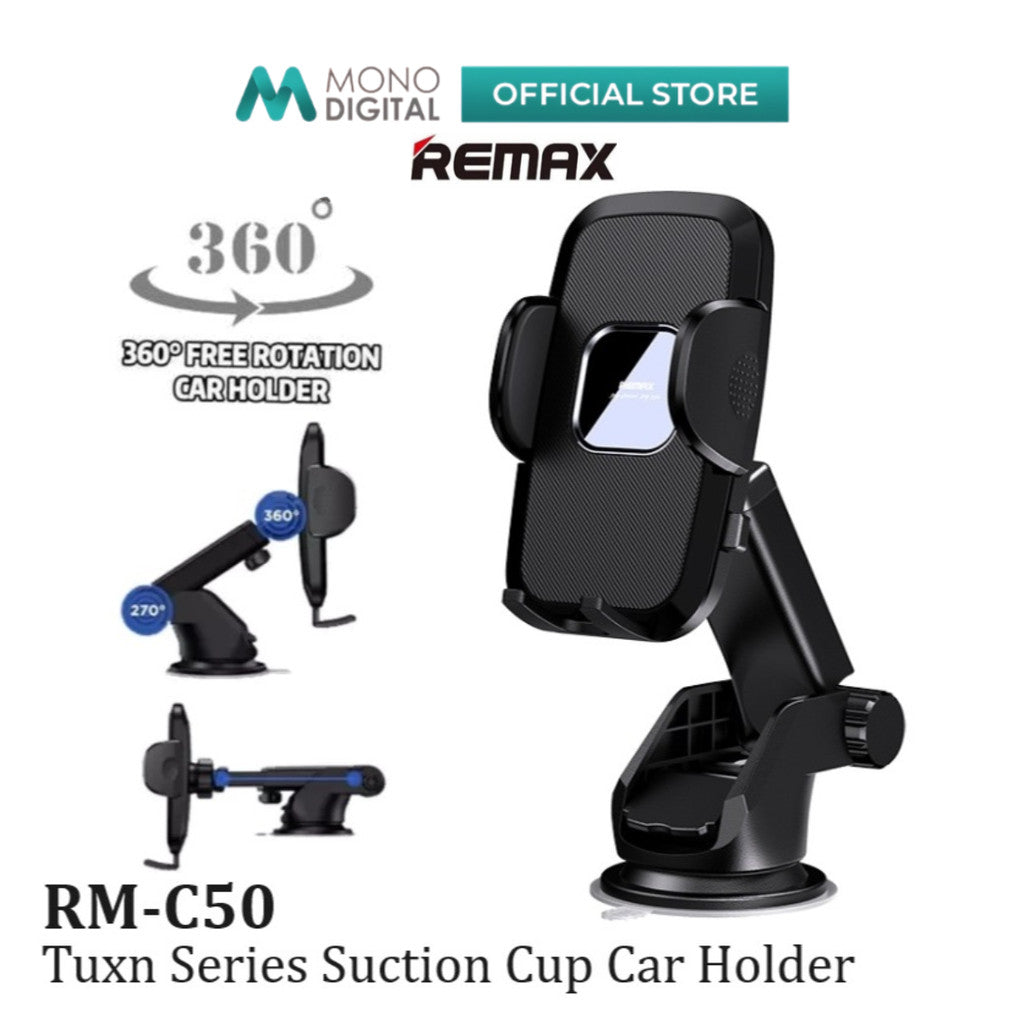 MONO
DIGITAL
OFFICIAL STORE
REMAX
360°
360° FREE ROTATION
CAR HOLDER
REMAX
360°
270°
RM-C50
Tuxn Series Suction Cup Car Holder